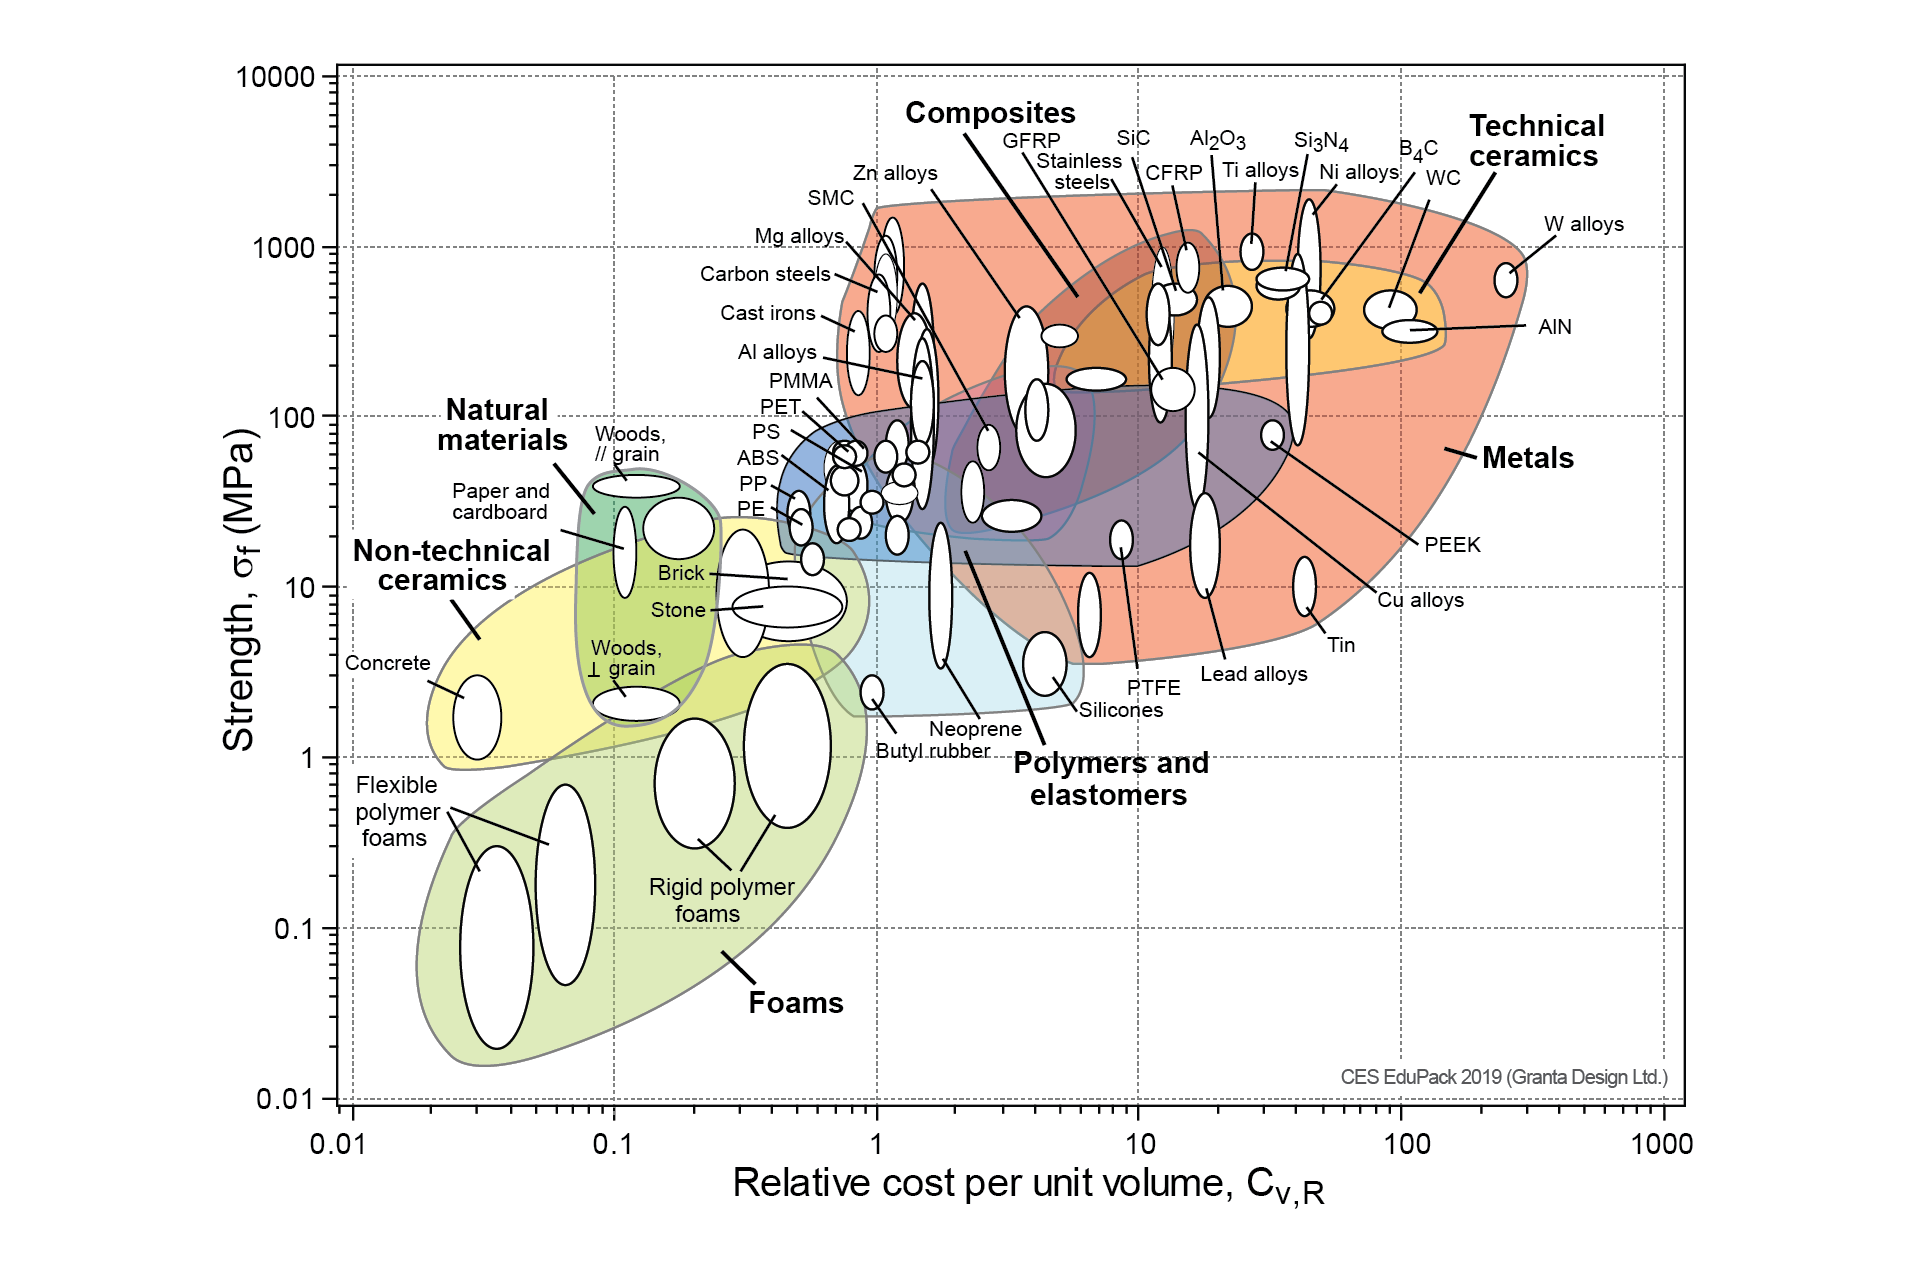 10000
1000
100
10
1
0.1
0.01
Strength, σf (MPa)
0.01
0.1
1
10
100
1000
Relative cost per unit volume, Cv,R
Composites
GFRP
SiC
Al2O3
Si3N4
B4C
Technical
ceramics
Stainless
steels
CFRP
Ti alloys
Ni alloys
WC
Zn alloys
SMC
W alloys
Mg alloys
Carbon steels
Cast irons
AlN
Al alloys
PMMA
PET
PS
ABS
PP
PE
Natural
materials
Woods,
// grain
Metals
Paper and
cardboard
Non-technical
ceramics
PEEK
Brick
Stone
Cu alloys
Tin
Woods,
⊥ grain
Concrete
Lead alloys
PTFE
Silicones
Neoprene
Butyl rubber
Polymers and
elastomers
Flexible
polymer
foams
Rigid polymer
foams
Foams
CES EduPack 2019 (Granta Design Ltd.)